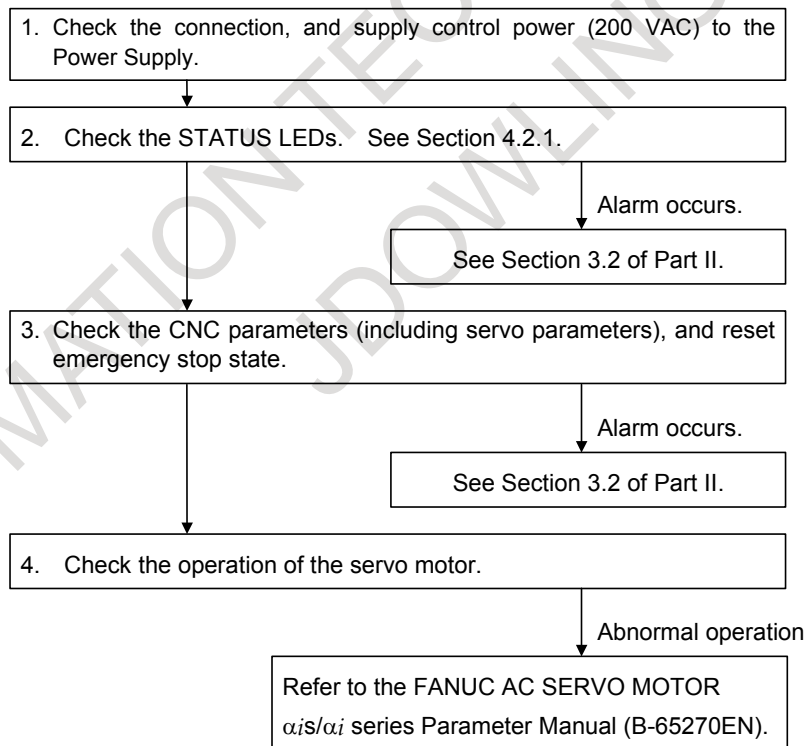 1. Check the connection, and supply control power (200 VAC) to the
Power Supply.
2. Check the STATUS LEDs. See Section 4.2.1.
Alarm occurs.
See Section 3.2 of Part II.
3. Check the CNC parameters (including servo parameters), and reset
emergency stop state.
Alarm occurs.
See Section 3.2 of Part II.
4. Check the operation of the servo motor.
Abnormal operation
Refer to the FANUC AC SERVO MOTOR
αis/αi series Parameter Manual (B-65270EN).
MATION TEC
JDOWLING